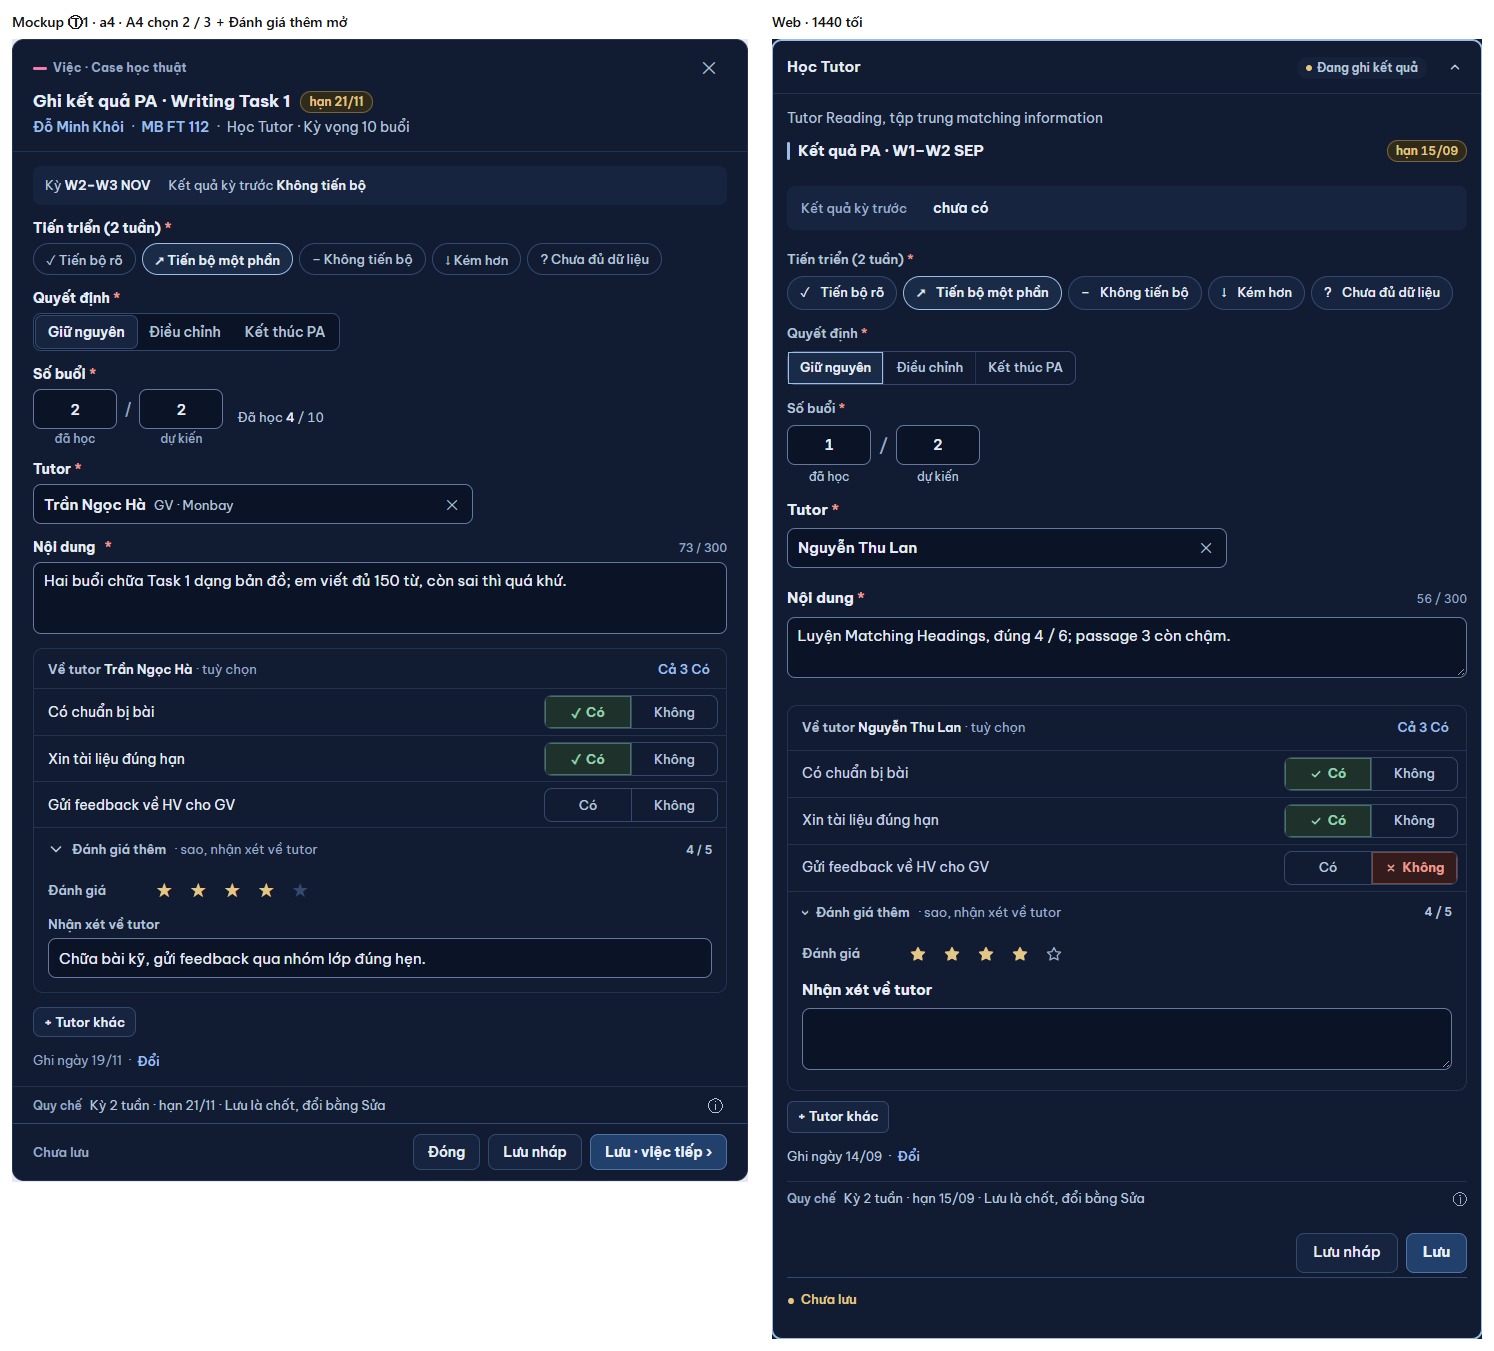 Mockup Ⓣ1 · a4 · A4 chọn 2 / 3 + Đánh giá thêm mở
Việc · Case học thuật
Ghi kết quả PA · Writing Task 1 hạn 21/11
Đỗ Minh Khôi · MB FT 112 · Học Tutor · Kỳ vọng 10 buổi
Kỳ W2–W3 NOV Kết quả kỳ trước Không tiến bộ
Tiến triển (2 tuần) *
✓ Tiến bộ rõ ↗ Tiến bộ một phần – Không tiến bộ ↓ Kém hơn ? Chưa đủ dữ liệu
Quyết định *
Giữ nguyên Điều chỉnh Kết thúc PA
Số buổi *
2 / 2 Đã học 4 / 10
đã học dự kiến
Tutor *
Trần Ngọc Hà GV · Monbay ×
Nội dung * 73 / 300
Hai buổi chữa Task 1 dạng bản đồ; em viết đủ 150 từ, còn sai thì quá khứ.
Về tutor Trần Ngọc Hà · tuỳ chọn Cả 3 Có
Có chuẩn bị bài ✓ Có Không
Xin tài liệu đúng hạn ✓ Có Không
Gửi feedback về HV cho GV Có Không
Đánh giá thêm · sao, nhận xét về tutor 4 / 5
Đánh giá ★ ★ ★ ★ ★
Nhận xét về tutor
Chữa bài kỹ, gửi feedback qua nhóm lớp đúng hẹn.
+ Tutor khác
Ghi ngày 19/11 · Đổi
Quy chế Kỳ 2 tuần · hạn 21/11 · Lưu là chốt, đổi bằng Sửa ⓘ
Chưa lưu Đóng Lưu nháp Lưu · việc tiếp ›
Web · 1440 tối
Học Tutor ● Đang ghi kết quả
Tutor Reading, tập trung matching information
Kết quả PA · W1–W2 SEP hạn 15/09
Kết quả kỳ trước chưa có
Tiến triển (2 tuần) *
✓ Tiến bộ rõ ↗ Tiến bộ một phần – Không tiến bộ ↓ Kém hơn ? Chưa đủ dữ liệu
Quyết định *
Giữ nguyên Điều chỉnh Kết thúc PA
Số buổi *
1 / 2
đã học dự kiến
Tutor *
Nguyễn Thu Lan ×
Nội dung * 56 / 300
Luyện Matching Headings, đúng 4 / 6; passage 3 còn chậm.
Về tutor Nguyễn Thu Lan · tuỳ chọn Cả 3 Có
Có chuẩn bị bài ✓ Có Không
Xin tài liệu đúng hạn ✓ Có Không
Gửi feedback về HV cho GV Có × Không
Đánh giá thêm · sao, nhận xét về tutor 4 / 5
Đánh giá ★ ★ ★ ★ ☆
Nhận xét về tutor
+ Tutor khác
Ghi ngày 14/09 · Đổi
Quy chế Kỳ 2 tuần · hạn 15/09 · Lưu là chốt, đổi bằng Sửa ⓘ
Lưu nháp Lưu
● Chưa lưu